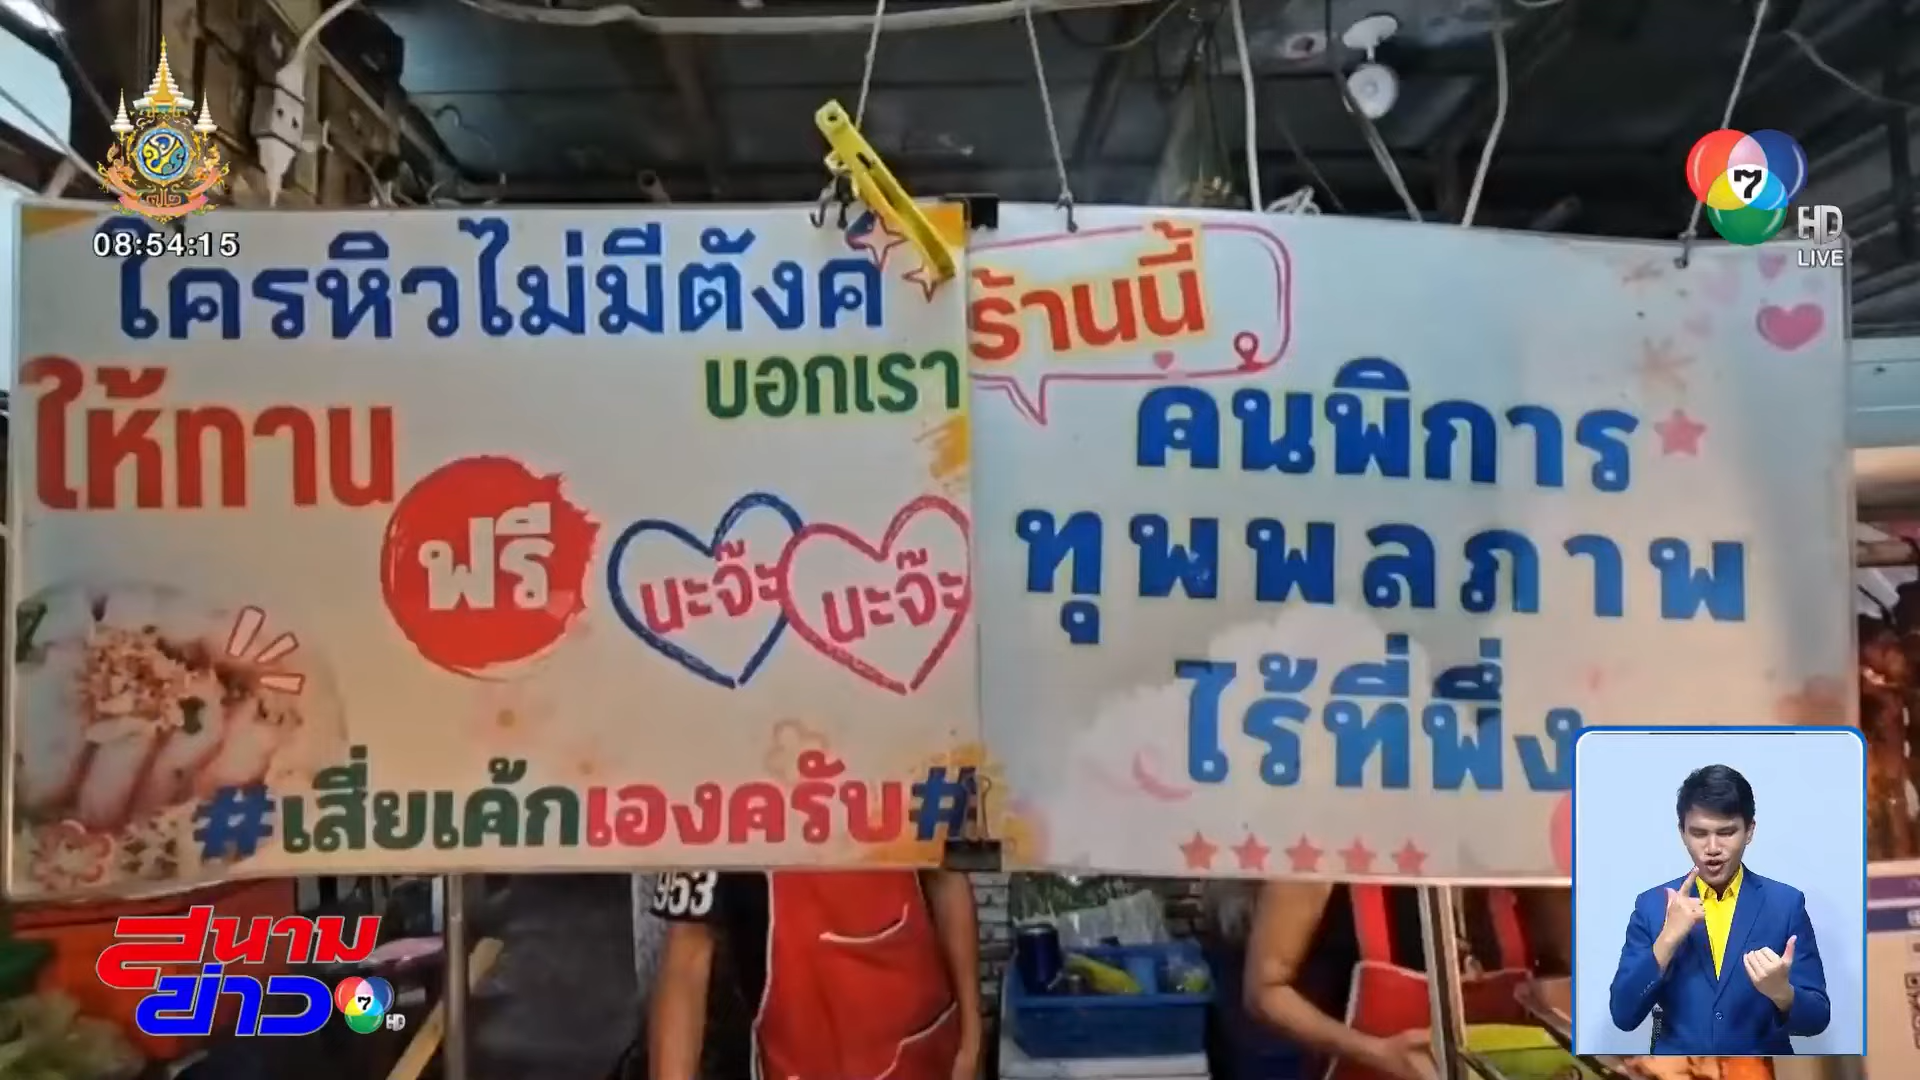 08:54:15
7
HD
LIVE
ใครหิวไม่มีตังค
บอกเรา
ให้ทาน
ฟรี
นะจ๊ะ นะจ๊ะ
#เสี่ยเค้กเองครับ#
ร้านนี้
คนพิการ
ทุพพลภาพ
ไร้ที่พึ่ง
953
สนาม
ข่าว 7 HD